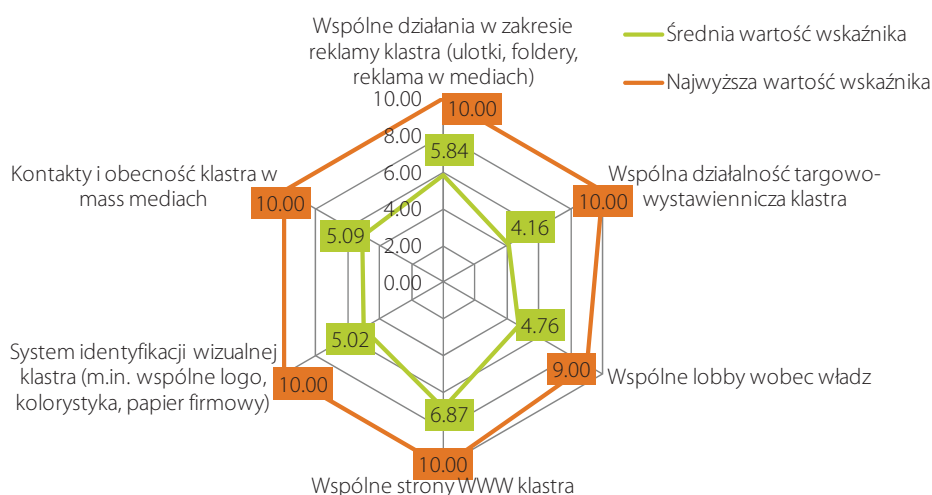 Wspólne działania w zakresie
reklamy klastra (ulotki, foldery,
reklama w mediach)
Średnia wartość wskaźnika
Najwyższa wartość wskaźnika
10.00
8.00
6.00
4.00
2.00
0.00
10.00
5.84
Wspólna działalność targowo-
wystawiennicza klastra
10.00
4.16
Wspólne lobby wobec władz
9.00
4.76
Wspólne strony WWW klastra
10.00
6.87
System identyfikacji wizualnej
klastra (m.in. wspólne logo,
kolorystyka, papier firmowy)
10.00
5.02
Kontakty i obecność klastra w
mass mediach
10.00
5.09